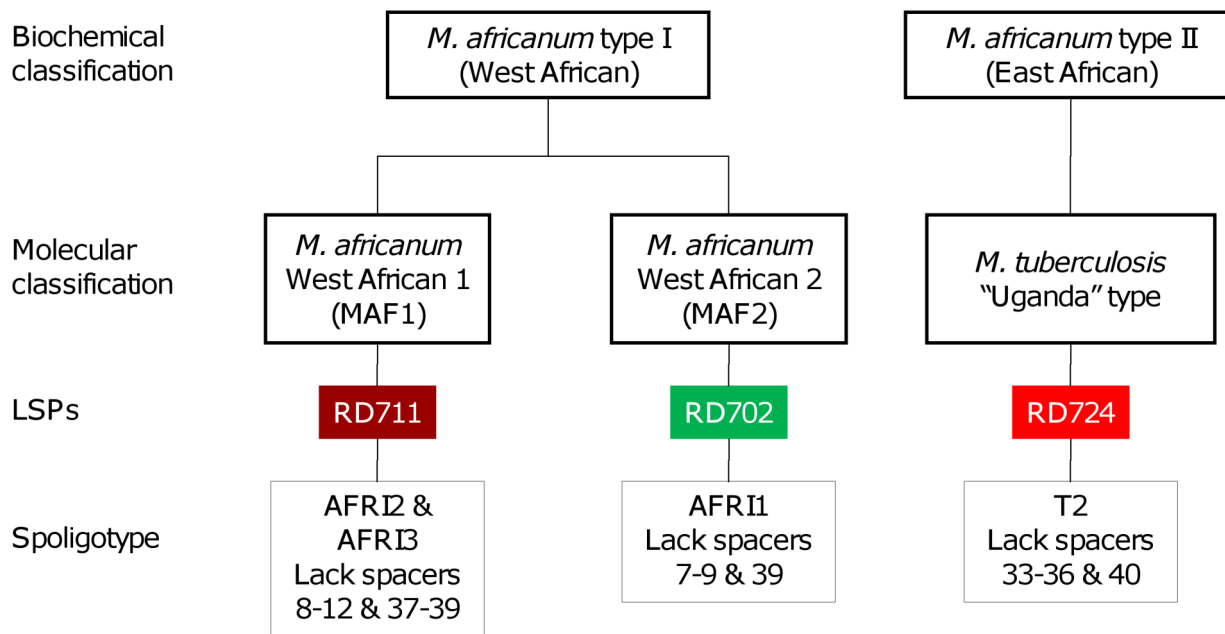 Biochemical
classification
M. africanum type I
(West African)
M. africanum type II
(East African)
Molecular
classification
M. africanum
West African 1
(MAF1)
M. africanum
West African 2
(MAF2)
M. tuberculosis
“Uganda” type
LSPs
RD711
RD702
RD724
Spoligotype
AFRI2 &
AFRI3
Lack spacers
8-12 & 37-39
AFRI1
Lack spacers
7-9 & 39
T2
Lack spacers
33-36 & 40